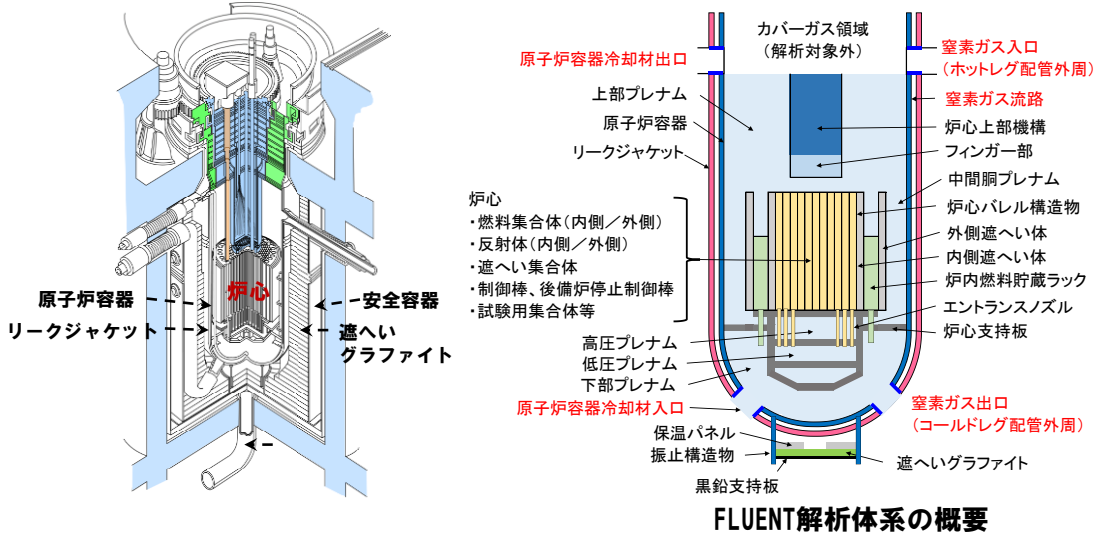 炉心
原子炉容器
リークジャケット
安全容器
遮へい
グラファイト
カバーガス領域
(解析対象外)
原子炉容器冷却材出口
上部プレナム
原子炉容器
リークジャケット
炉心
・燃料集合体(内側/外側)
・反射体(内側/外側)
・遮へい集合体
・制御棒、後備炉停止制御棒
・試験用集合体等
高圧プレナム
低圧プレナム
下部プレナム
原子炉容器冷却材入口
保温パネル
振止構造物
黒鉛支持板
窒素ガス入口
(ホットレグ配管外周)
窒素ガス流路
炉心上部機構
フィンガー部
中間胴プレナム
炉心バレル構造物
外側遮へい体
内側遮へい体
炉内燃料貯蔵ラック
エントランスノズル
炉心支持板
窒素ガス出口
(コールドレグ配管外周)
遮へいグラファイト
FLUENT解析体系の概要